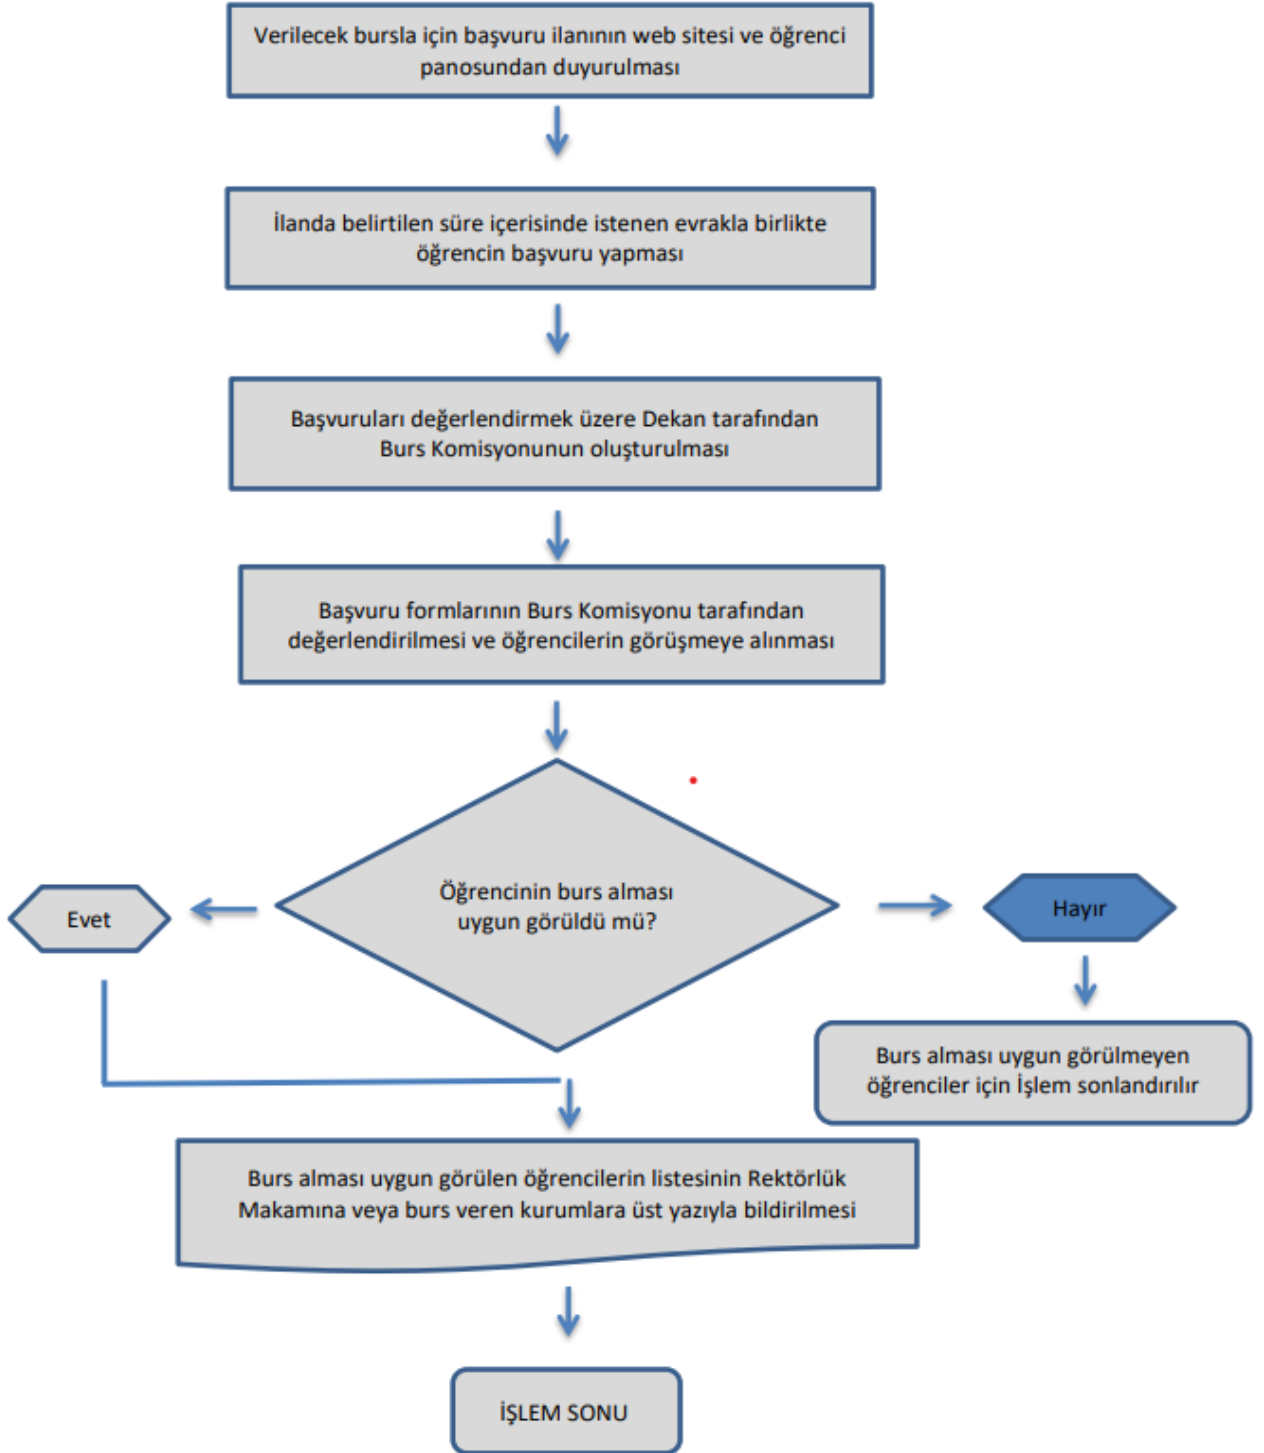 Verilecek bursla için başvuru ilanının web sitesi ve öğrenci
panosundan duyurulması
İlanda belirtilen süre içerisinde istenen evrakla birlikte
öğrencin başvuru yapması
Başvuruları değerlendirmek üzere Dekan tarafından
Burs Komisyonunun oluşturulması
Başvuru formlarının Burs Komisyonu tarafından
değerlendirilmesi ve öğrencilerin görüşmeye alınması
Öğrencinin burs alması
uygun görüldü mü?
Evet
Hayır
Burs alması uygun görülmeyen
öğrenciler için İşlem sonlandırılır
Burs alması uygun görülen öğrencilerin listesinin Rektörlük
Makamına veya burs veren kurumlara üst yazıyla bildirilmesi
İŞLEM SONU